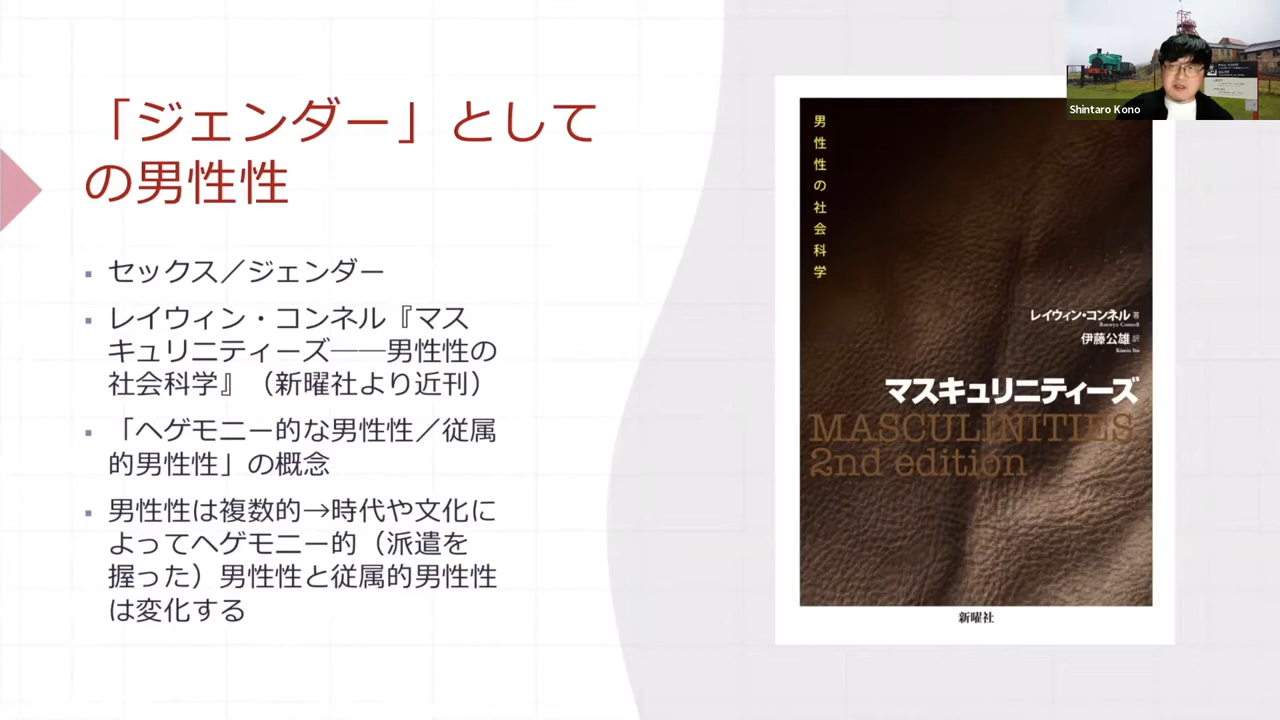 「ジェンダー」として
の男性性
▪ セックス／ジェンダー
▪ レイウィン・コンネル『マス
キュリニティーズ──男性性の
社会科学』（新曜社より近刊）
▪ 「ヘゲモニー的な男性性／従属
的男性性」の概念
▪ 男性性は複数的→時代や文化に
よってヘゲモニー的（派遣を
握った）男性性と従属的男性性
は変化する
男性性の社会科学
レイウィン・コンネル 著
Raewyn Connell
伊藤公雄 訳
Kimio Ito
マスキュリニティーズ
MASCULINITIES
2nd edition
新曜社
Shintaro Kono